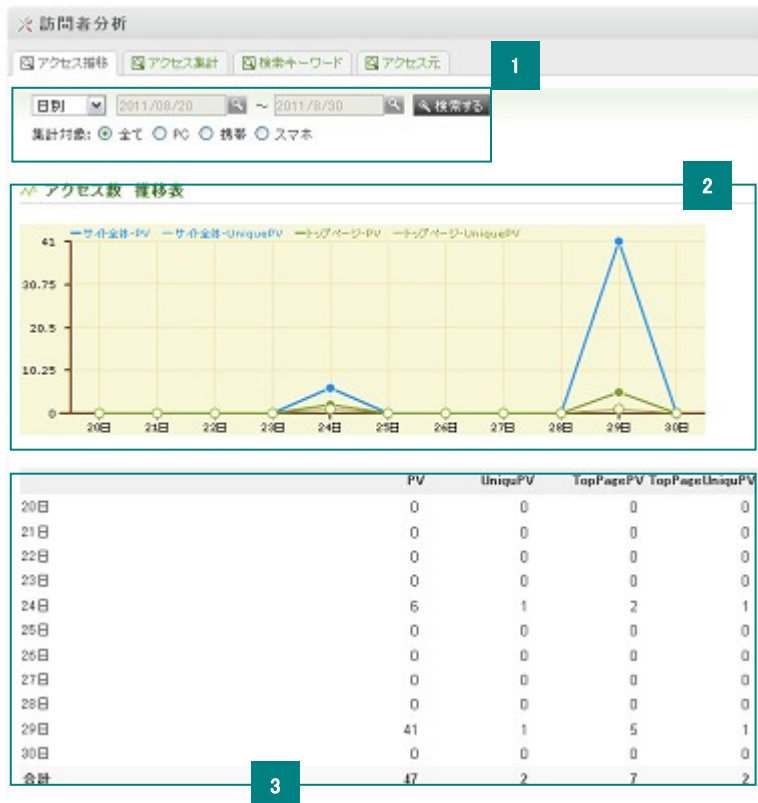 訪問者分析
アクセス推移 アクセス集計 検索キーワード アクセス元
1
日別 2011/08/20 ～ 2011/8/30 検索する
集計対象: 全て PC 携帯 スマホ
2
アクセス数 推移表
サイト全体-PV サイト全体-UniquePV トップページ-PV トップページ-UniquePV
41
30.75
20.5
10.25
0
20日 21日 22日 23日 24日 25日 26日 27日 28日 29日 30日
PV UniquPV TopPagePV TopPageUniquPV
20日 0 0 0 0
21日 0 0 0 0
22日 0 0 0 0
23日 0 0 0 0
24日 6 1 2 1
25日 0 0 0 0
26日 0 0 0 0
27日 0 0 0 0
28日 0 0 0 0
29日 41 1 5 1
30日 0 0 0 0
合計 47 2 7 2
3